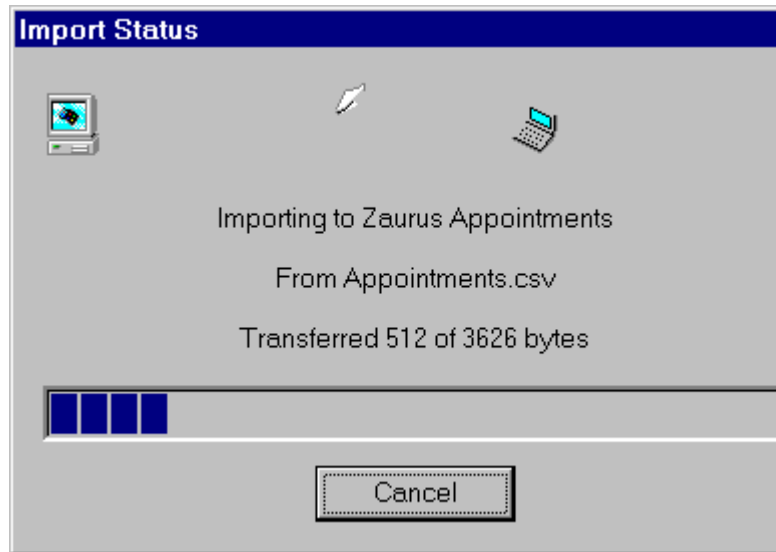 Import Status
Importing to Zaurus Appointments
From Appointments.csv
Transferred 512 of 3626 bytes
Cancel